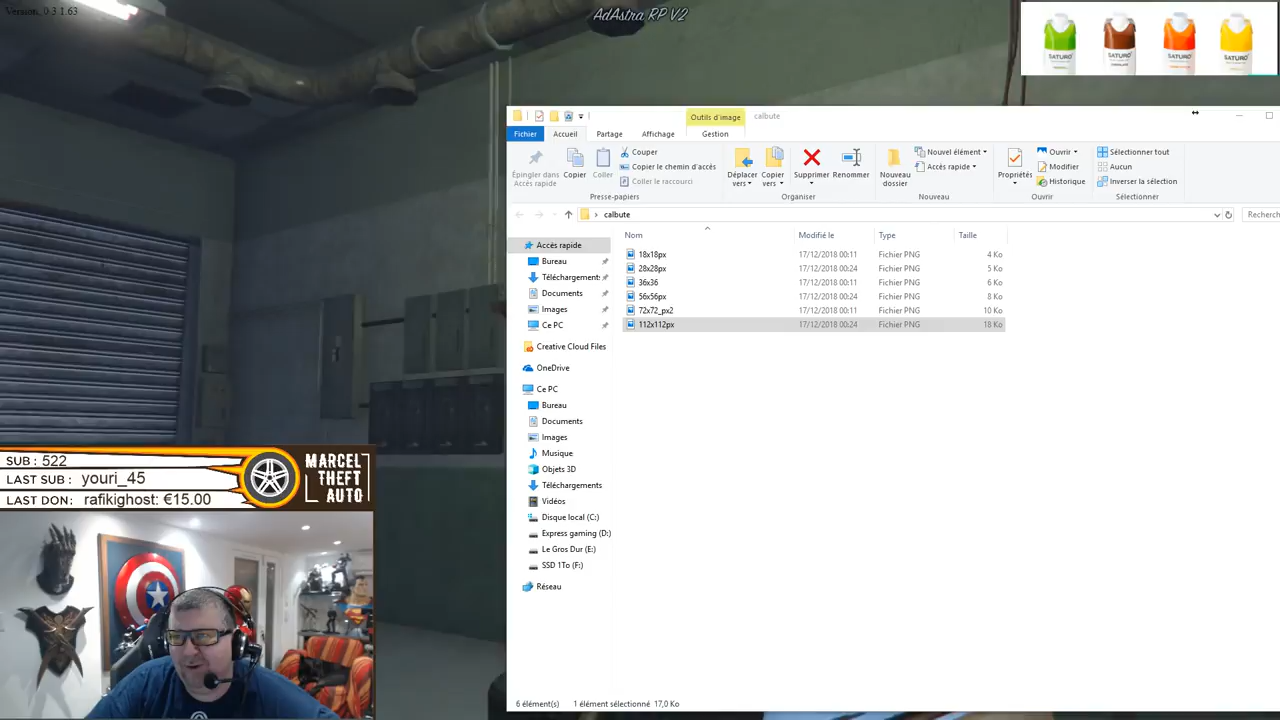 Version_ 0-3 1.63
AdAstra RP V2
SATURO SATURO SATURO SATURO
Outils d'image calbute
Fichier Accueil Partage Affichage Gestion
Épingler dans Accès rapide
Copier
Coller
Couper
Copier le chemin d'accès
Coller le raccourci
Presse-papiers
Déplacer vers
Copier vers
Supprimer
Renommer
Organiser
Nouveau dossier
Nouvel élément
Accès rapide
Nouveau
Propriétés
Ouvrir
Modifier
Historique
Ouvrir
Sélectionner tout
Aucun
Inverser la sélection
Sélectionner
calbute
Recherch
Nom Modifié le Type Taille
18x18px 17/12/2018 00:11 Fichier PNG 4 Ko
28x28px 17/12/2018 00:24 Fichier PNG 5 Ko
36x36 17/12/2018 00:11 Fichier PNG 6 Ko
56x56px 17/12/2018 00:24 Fichier PNG 8 Ko
72x72_px2 17/12/2018 00:11 Fichier PNG 10 Ko
112x112px 17/12/2018 00:24 Fichier PNG 18 Ko
Accès rapide
Bureau
Téléchargements
Documents
Images
Ce PC
Creative Cloud Files
OneDrive
Ce PC
Bureau
Documents
Images
Musique
Objets 3D
Téléchargements
Vidéos
Disque local (C:)
Express gaming (D:)
Le Gros Dur (E:)
SSD 1To (F:)
Réseau
6 élément(s) 1 élément sélectionné 17,0 Ko
SUB : 522
LAST SUB : youri_45
LAST DON: rafikighost: €15.00
MARCEL
THEFT
AUTO